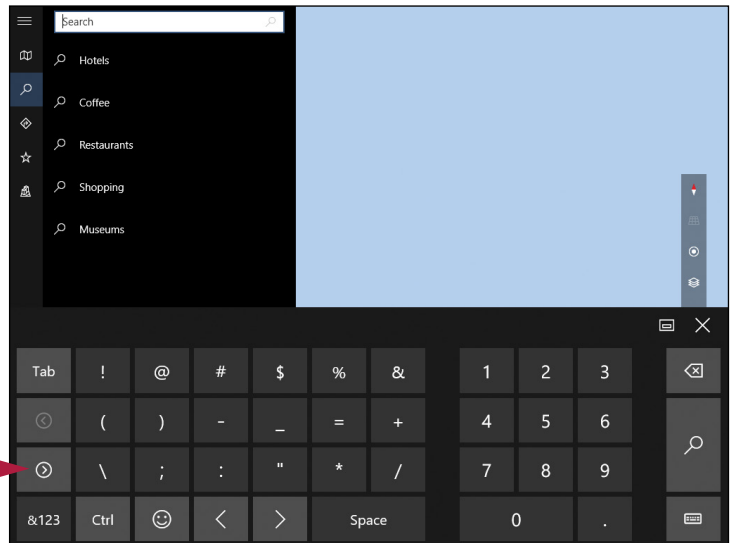 Search
Hotels
Coffee
Restaurants
Shopping
Museums
Tab ! @ # $ % & 1 2 3
( ) - _ = + 4 5 6
\ ; : " * / 7 8 9
&123 Ctrl < > Space 0 .